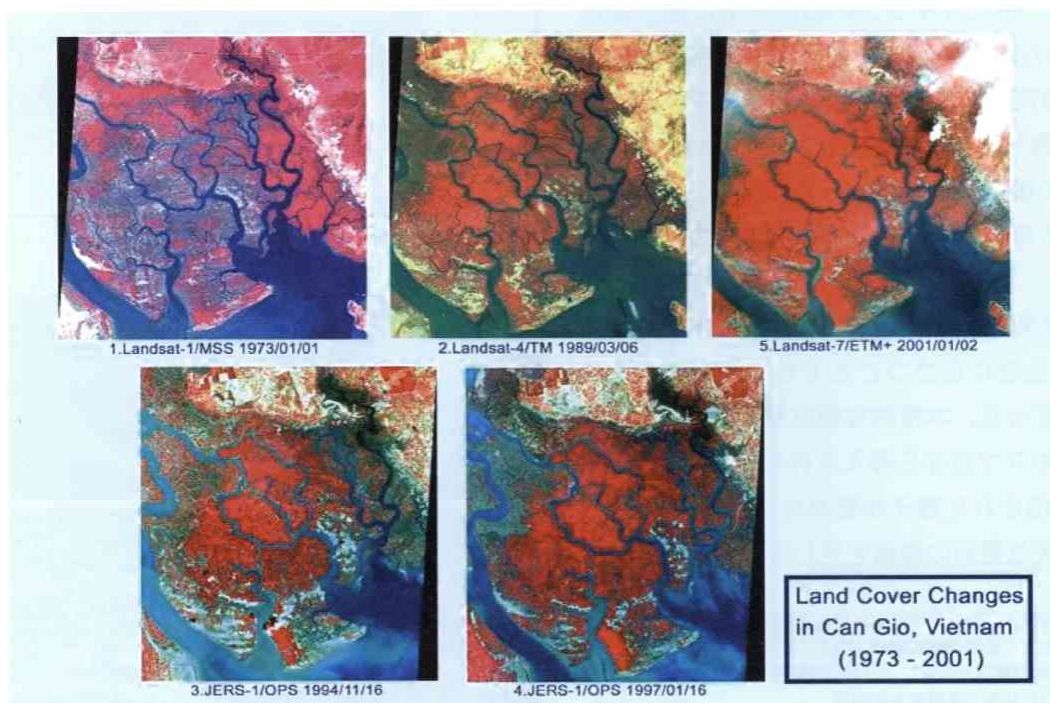 1.Landsat-1/MSS 1973/01/01
2.Landsat-4/TM 1989/03/06
5.Landsat-7/ETM+ 2001/01/02
3.JERS-1/OPS 1994/11/16
4.JERS-1/OPS 1997/01/16
Land Cover Changes
in Can Gio, Vietnam
(1973 - 2001)